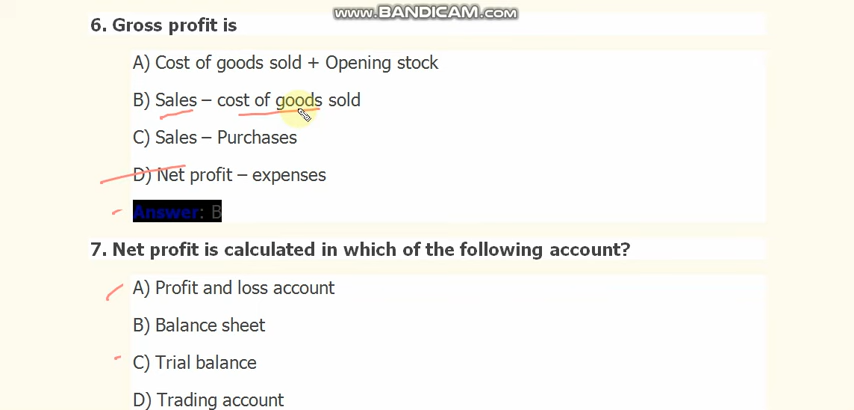 www.BANDICAM.com
6. Gross profit is
A) Cost of goods sold + Opening stock
B) Sales – cost of goods sold
C) Sales – Purchases
D) Net profit – expenses
Answer: B
7. Net profit is calculated in which of the following account?
A) Profit and loss account
B) Balance sheet
C) Trial balance
D) Trading account